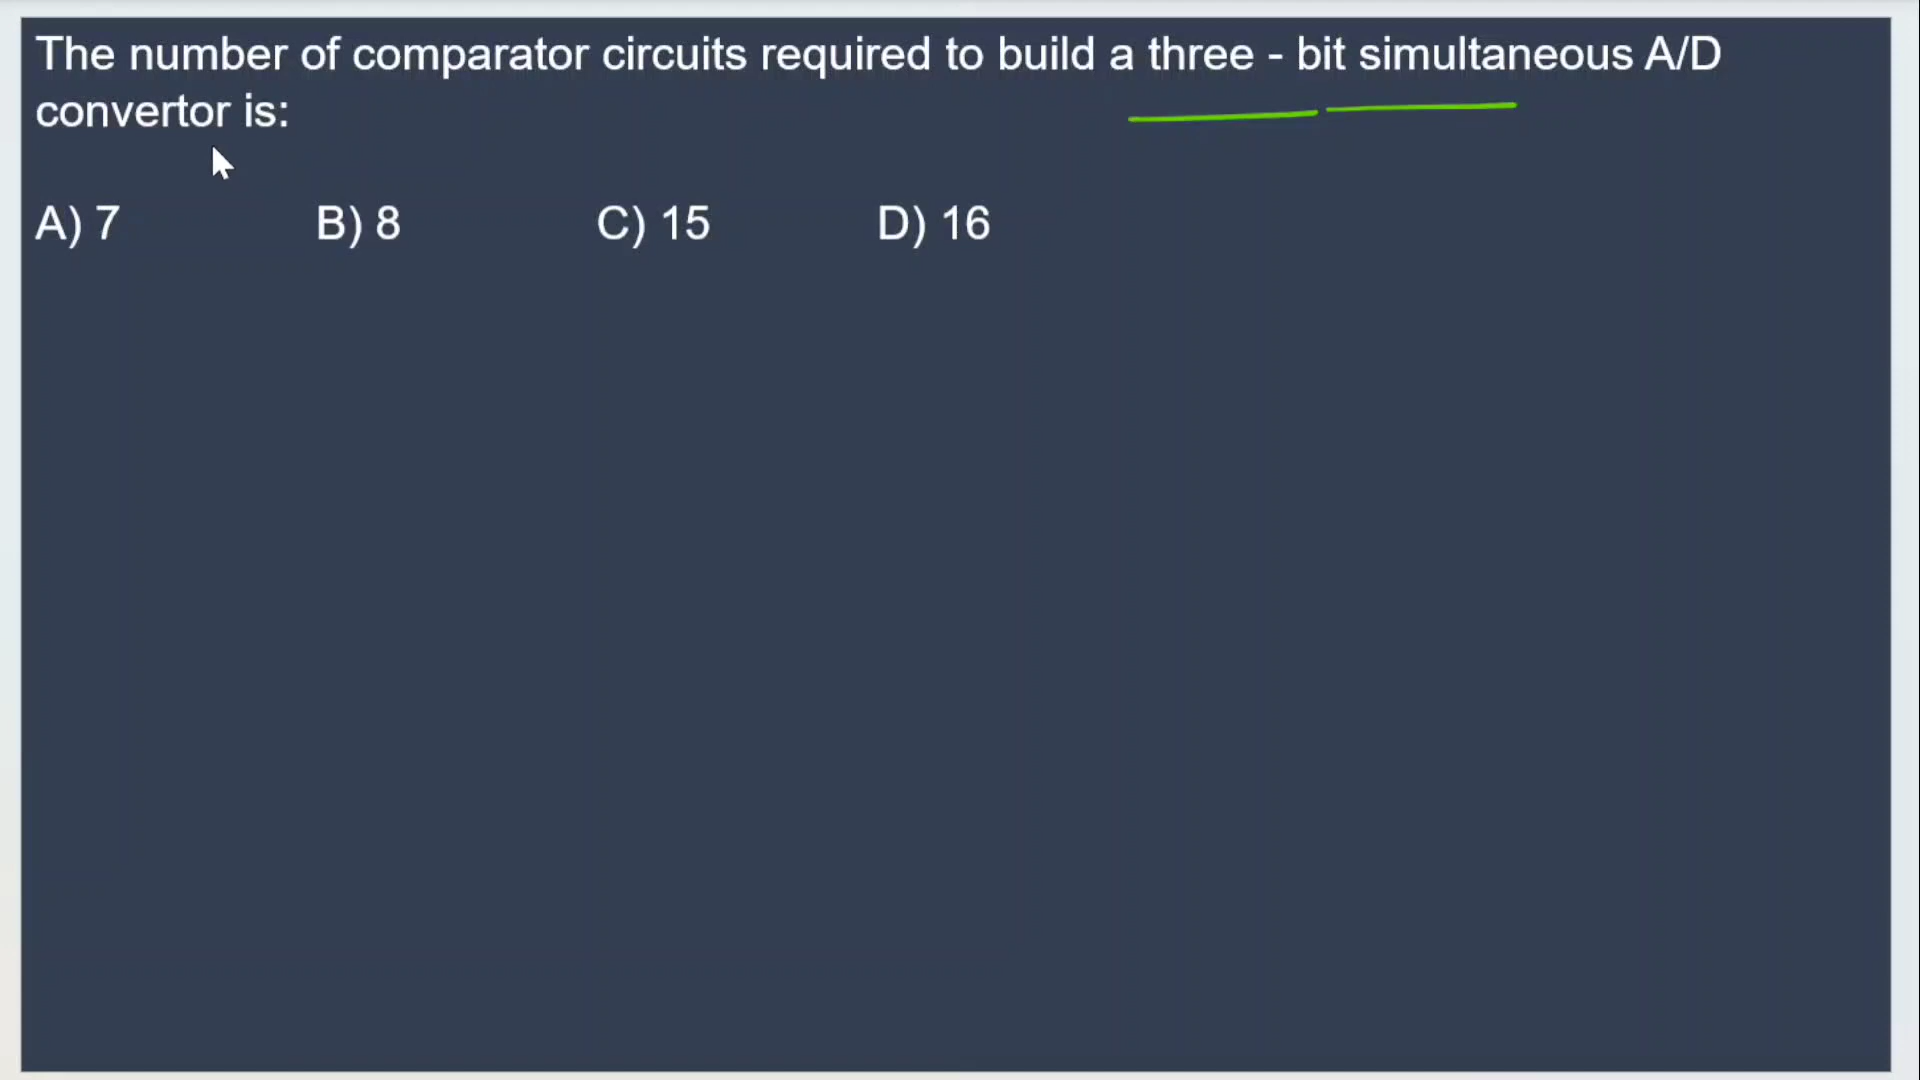 The number of comparator circuits required to build a three - bit simultaneous A/D
convertor is:
A) 7 B) 8 C) 15 D) 16